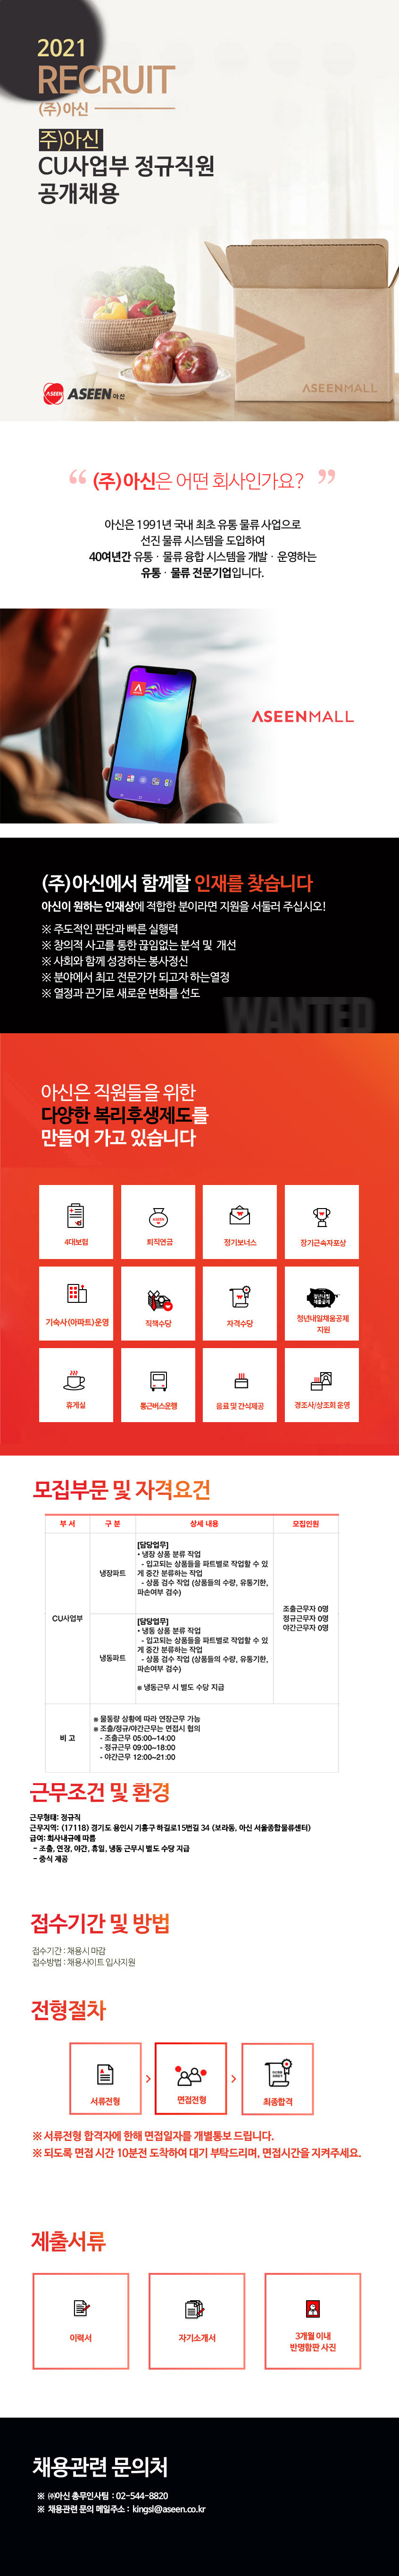 2021
RECRUIT
(주)아신
주)아신
CU사업부 정규직원
공개채용
ASEENMALL
ASEEN
ASEEN 아신
“ (주)아신은 어떤 회사인가요? ”
아신은 1991년 국내 최초 유통 물류 사업으로
선진 물류 시스템을 도입하여
40여년간 유통 · 물류 융합 시스템을 개발 · 운영하는
유통 · 물류 전문기업입니다.
ASEENMALL
(주)아신에서 함께할 인재를 찾습니다
아신이 원하는 인재상에 적합한 분이라면 지원을 서둘러 주십시오!
※ 주도적인 판단과 빠른 실행력
※ 창의적 사고를 통한 끊임없는 분석 및 개선
※ 사회와 함께 성장하는 봉사정신
※ 분야에서 최고 전문가가 되고자 하는열정
※ 열정과 끈기로 새로운 변화를 선도
WANTED
아신은 직원들을 위한
다양한 복리후생제도를
만들어 가고 있습니다
4대보험
퇴직연금
정기보너스
장기근속자포상
기숙사(아파트)운영
직책수당
자격수당
청년내일채움공제
지원
휴게실
통근버스운행
음료 및 간식제공
경조사/상조회 운영
모집부문 및 자격요건
부 서 구 분 상세 내용 모집인원
CU사업부
냉장파트
[담당업무]
• 냉장 상품 분류 작업
- 입고되는 상품들을 파트별로 작업할 수 있
게 중간 분류하는 작업
- 상품 검수 작업 (상품들의 수량, 유통기한,
파손여부 검수)
냉동파트
[담당업무]
• 냉동 상품 분류 작업
- 입고되는 상품들을 파트별로 작업할 수 있
게 중간 분류하는 작업
- 상품 검수 작업 (상품들의 수량, 유통기한,
파손여부 검수)
※ 냉동근무 시 별도 수당 지급
조출근무자 0명
정규근무자 0명
야간근무자 0명
비 고
※ 물동량 상황에 따라 연장근무 가능
※ 조출/정규/야간근무는 면접시 협의
- 조출근무 05:00~14:00
- 정규근무 09:00~18:00
- 야간근무 12:00~21:00
근무조건 및 환경
근무형태: 정규직
근무지역: (17118) 경기도 용인시 기흥구 하길로15번길 34 (보라동, 아신 서울종합물류센터)
급여: 회사내규에 따름
- 조출, 연장, 야간, 휴일, 냉동 근무시 별도 수당 지급
- 중식 제공
접수기간 및 방법
접수기간 : 채용시 마감
접수방법 : 채용사이트 입사지원
전형절차
서류전형
>
면접전형
>
최종합격
※ 서류전형 합격자에 한해 면접일자를 개별통보 드립니다.
※ 되도록 면접 시간 10분전 도착하여 대기 부탁드리며, 면접시간을 지켜주세요.
제출서류
이력서
자기소개서
3개월 이내
반명함판 사진
채용관련 문의처
※ ㈜아신 총무인사팀 : 02-544-8820
※ 채용관련 문의 메일주소 : kingsl@aseen.co.kr